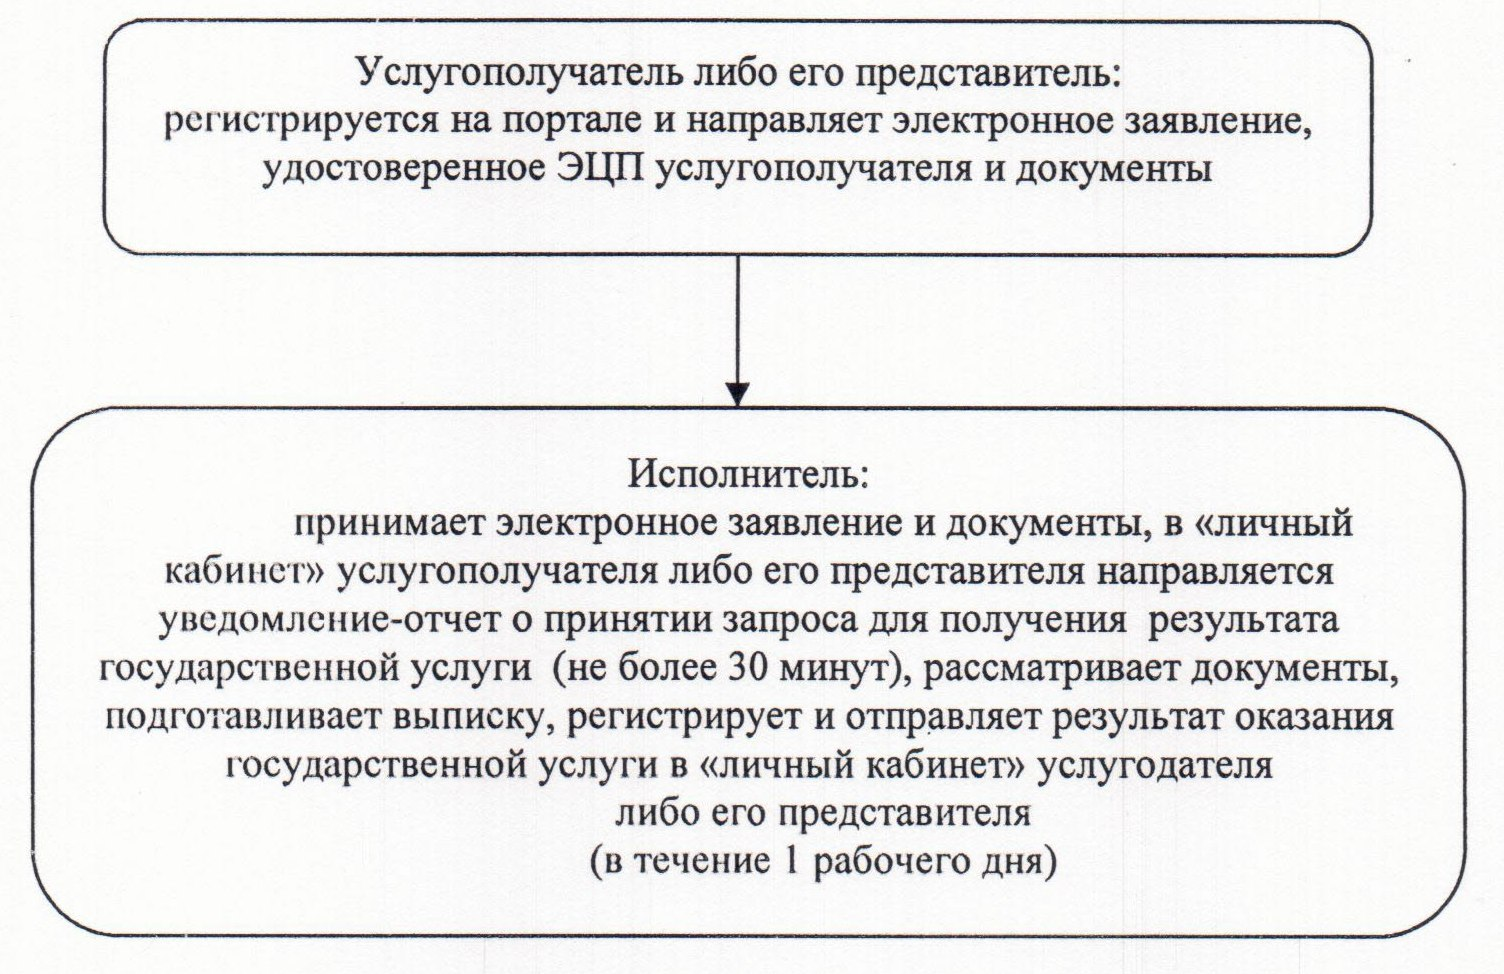 Услугополучатель либо его представитель:
регистрируется на портале и направляет электронное заявление,
удостоверенное ЭЦП услугополучателя и документы
Исполнитель:
принимает электронное заявление и документы, в «личный
кабинет» услугополучателя либо его представителя направляется
уведомление-отчет о принятии запроса для получения результата
государственной услуги (не более 30 минут), рассматривает документы,
подготавливает выписку, регистрирует и отправляет результат оказания
государственной услуги в «личный кабинет» услугодателя
либо его представителя
(в течение 1 рабочего дня)